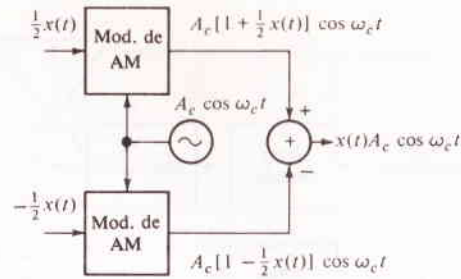 ½x(t)
Mod. de
AM
A_c[1 + ½x(t)] cos ω_c t
A_c cos ω_c t
+
+
x(t)A_c cos ω_c t
−
−½x(t)
Mod. de
AM
A_c[1 − ½x(t)] cos ω_c t